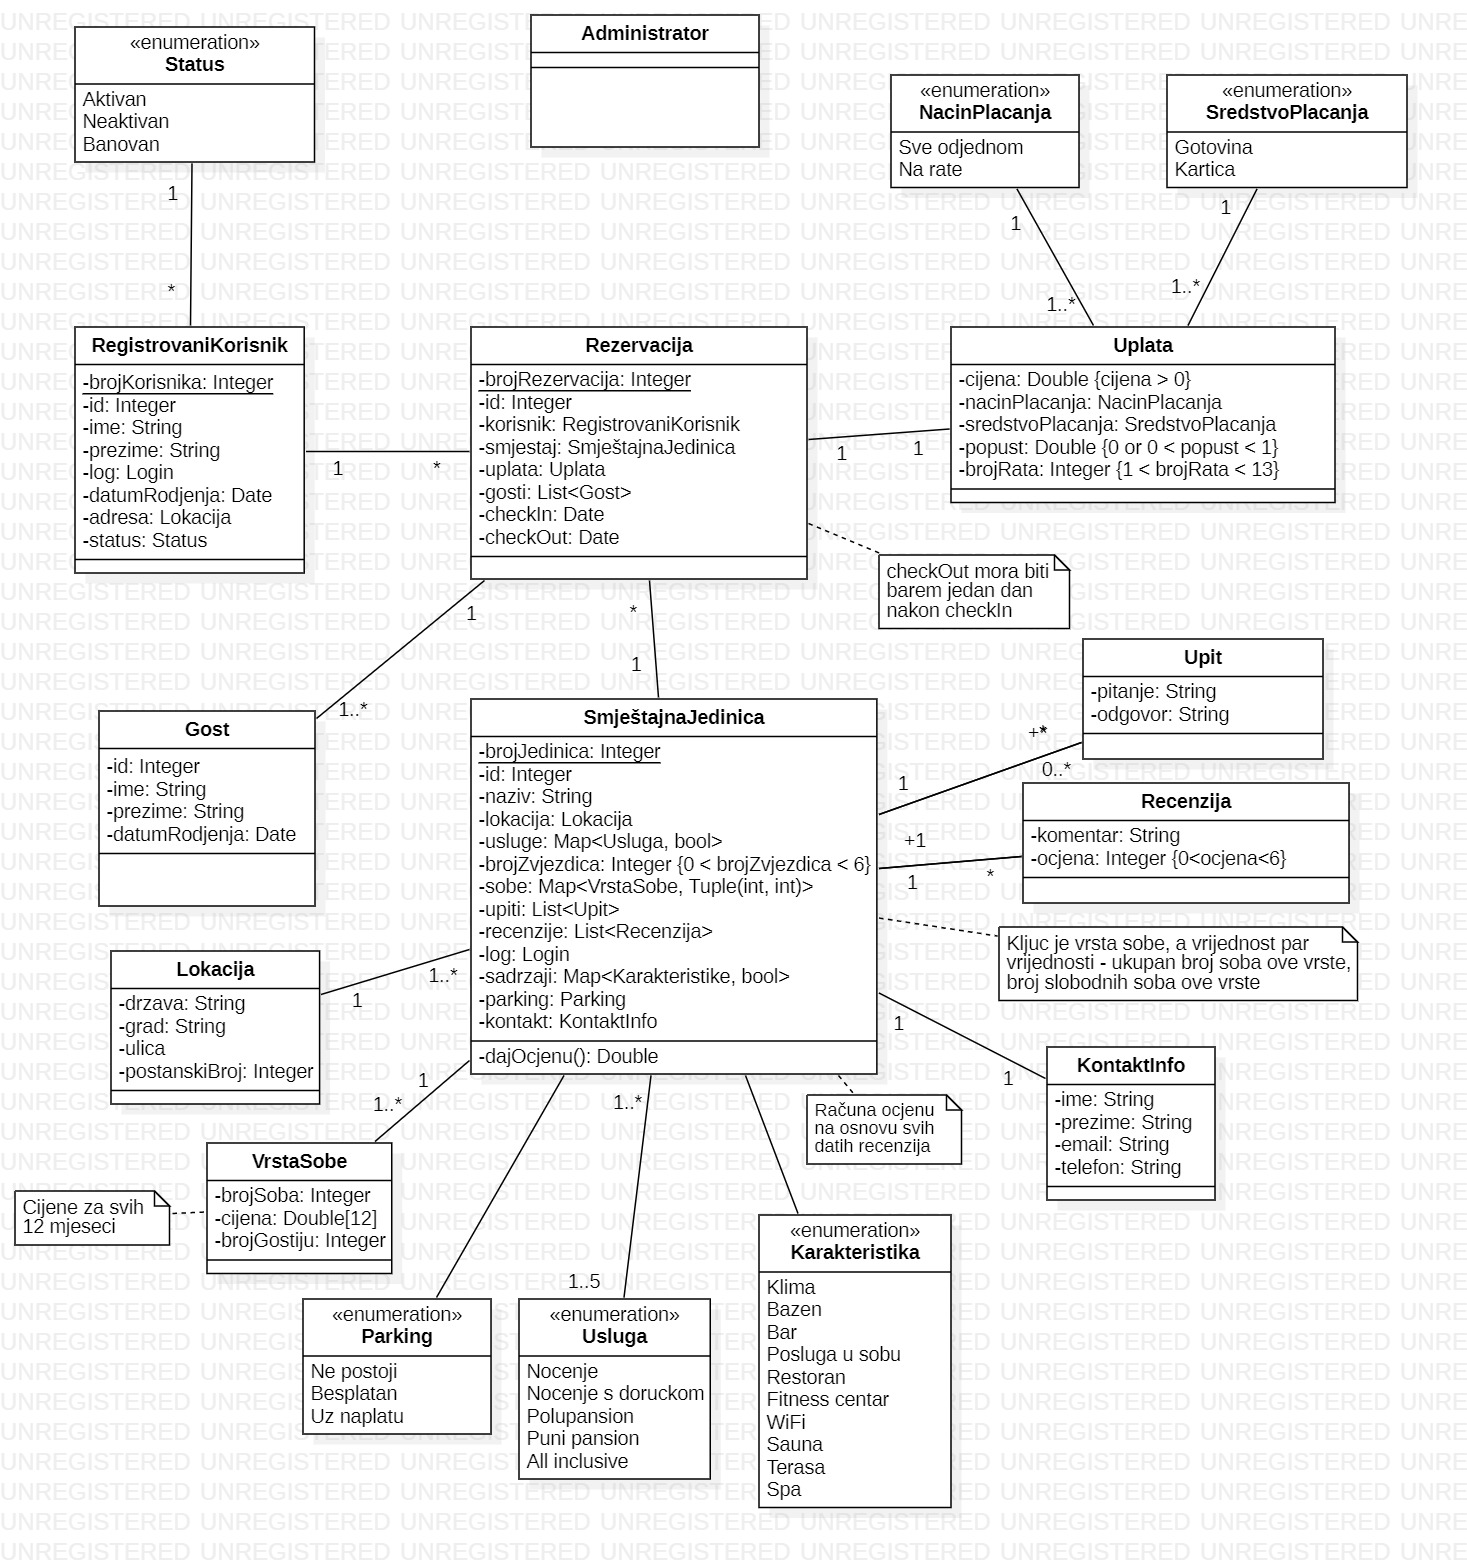 «enumeration»
Status
Aktivan
Neaktivan
Banovan
Administrator
«enumeration»
NacinPlacanja
Sve odjednom
Na rate
«enumeration»
SredstvoPlacanja
Gotovina
Kartica
1
*
1
1..*
1
1..*
RegistrovaniKorisnik
-brojKorisnika: Integer
-id: Integer
-ime: String
-prezime: String
-log: Login
-datumRodjenja: Date
-adresa: Lokacija
-status: Status
1
*
Rezervacija
-brojRezervacija: Integer
-id: Integer
-korisnik: RegistrovaniKorisnik
-smjestaj: SmještajnaJedinica
-uplata: Uplata
-gosti: List<Gost>
-checkIn: Date
-checkOut: Date
1
1
Uplata
-cijena: Double {cijena > 0}
-nacinPlacanja: NacinPlacanja
-sredstvoPlacanja: SredstvoPlacanja
-popust: Double {0 or 0 < popust < 1}
-brojRata: Integer {1 < brojRata < 13}
checkOut mora biti
barem jedan dan
nakon checkIn
1
1..*
*
1
Gost
-id: Integer
-ime: String
-prezime: String
-datumRodjenja: Date
SmještajnaJedinica
-brojJedinica: Integer
-id: Integer
-naziv: String
-lokacija: Lokacija
-usluge: Map<Usluga, bool>
-brojZvjezdica: Integer {0 < brojZvjezdica < 6}
-sobe: Map<VrstaSobe, Tuple(int, int)>
-upiti: List<Upit>
-recenzije: List<Recenzija>
-log: Login
-sadrzaji: Map<Karakteristike, bool>
-parking: Parking
-kontakt: KontaktInfo
-dajOcjenu(): Double
Upit
-pitanje: String
-odgovor: String
+*
1
0..*
Recenzija
-komentar: String
-ocjena: Integer {0<ocjena<6}
+1
1
*
Kljuc je vrsta sobe, a vrijednost par
vrijednosti - ukupan broj soba ove vrste,
broj slobodnih soba ove vrste
Lokacija
-drzava: String
-grad: String
-ulica
-postanskiBroj: Integer
1
1..*
1
1
KontaktInfo
-ime: String
-prezime: String
-email: String
-telefon: String
1
1..*
1..*
1..5
Računa ocjenu
na osnovu svih
datih recenzija
VrstaSobe
-brojSoba: Integer
-cijena: Double[12]
-brojGostiju: Integer
Cijene za svih
12 mjeseci
«enumeration»
Parking
Ne postoji
Besplatan
Uz naplatu
«enumeration»
Usluga
Nocenje
Nocenje s doruckom
Polupansion
Puni pansion
All inclusive
«enumeration»
Karakteristika
Klima
Bazen
Bar
Posluga u sobu
Restoran
Fitness centar
WiFi
Sauna
Terasa
Spa